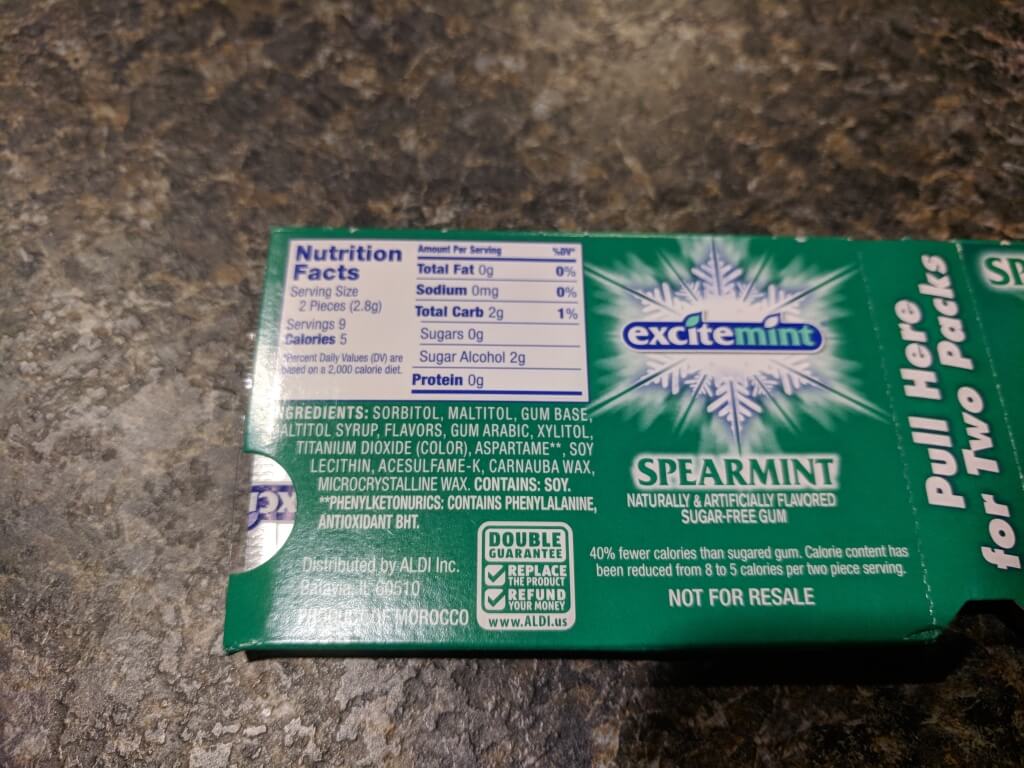 Nutrition
Facts
Serving Size
2 Pieces (2.8g)
Servings 9
Calories 5
*Percent Daily Values (DV) are
based on a 2,000 calorie diet.
Amount Per Serving %DV*
Total Fat 0g 0%
Sodium 0mg 0%
Total Carb 2g 1%
Sugars 0g
Sugar Alcohol 2g
Protein 0g
INGREDIENTS: SORBITOL, MALTITOL, GUM BASE,
MALTITOL SYRUP, FLAVORS, GUM ARABIC, XYLITOL,
TITANIUM DIOXIDE (COLOR), ASPARTAME**, SOY
LECITHIN, ACESULFAME-K, CARNAUBA WAX,
MICROCRYSTALLINE WAX. CONTAINS: SOY.
**PHENYLKETONURICS: CONTAINS PHENYLALANINE,
ANTIOXIDANT BHT.
Distributed by ALDI Inc.
Batavia, IL 60510
PRODUCT OF MOROCCO
DOUBLE
GUARANTEE
REPLACE
THE PRODUCT
REFUND
YOUR MONEY
www.ALDI.us
excitemint
SPEARMINT
NATURALLY & ARTIFICIALLY FLAVORED
SUGAR-FREE GUM
40% fewer calories than sugared gum. Calorie content has
been reduced from 8 to 5 calories per two piece serving.
NOT FOR RESALE
Pull Here
for Two Packs
SP